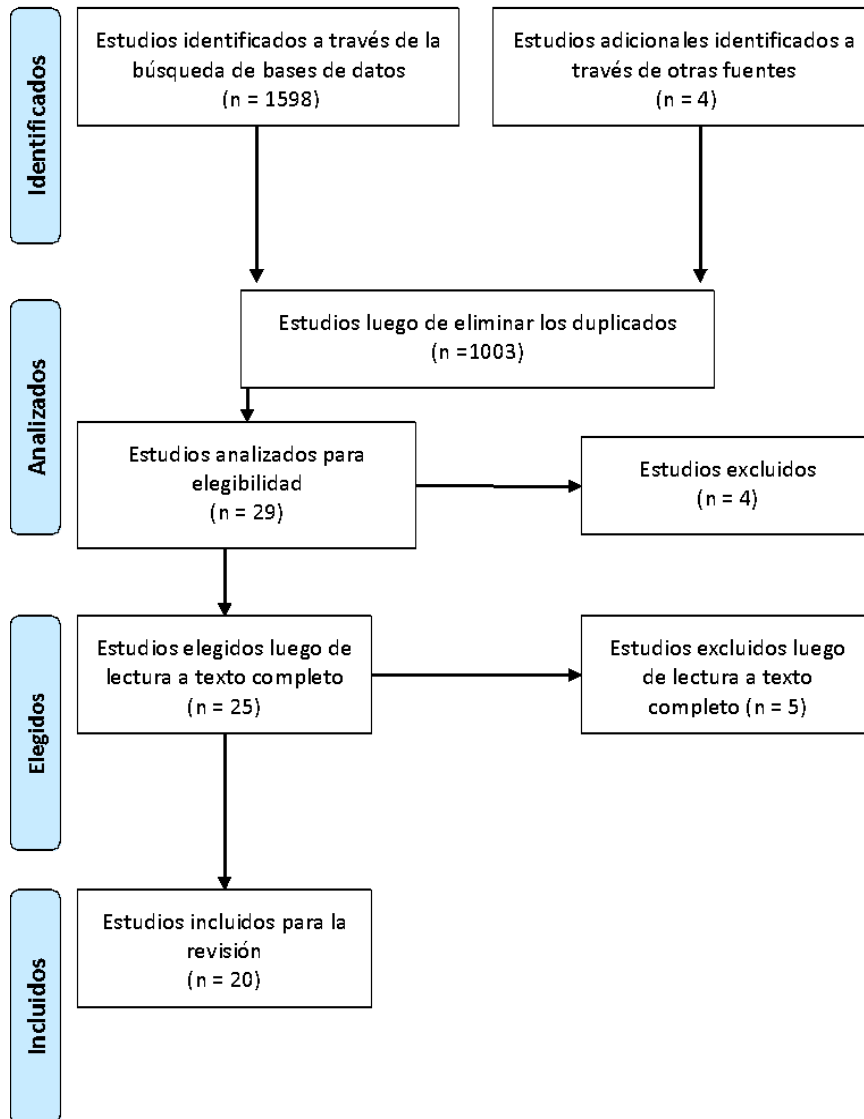 Identificados
Estudios identificados a través de la
búsqueda de bases de datos
(n = 1598)
Estudios adicionales identificados a
través de otras fuentes
(n = 4)
Analizados
Estudios luego de eliminar los duplicados
(n =1003)
Estudios analizados para
elegibilidad
(n = 29)
Estudios excluidos
(n = 4)
Elegidos
Estudios elegidos luego de
lectura a texto completo
(n = 25)
Estudios excluidos luego
de lectura a texto
completo (n = 5)
Incluidos
Estudios incluidos para la
revisión
(n = 20)